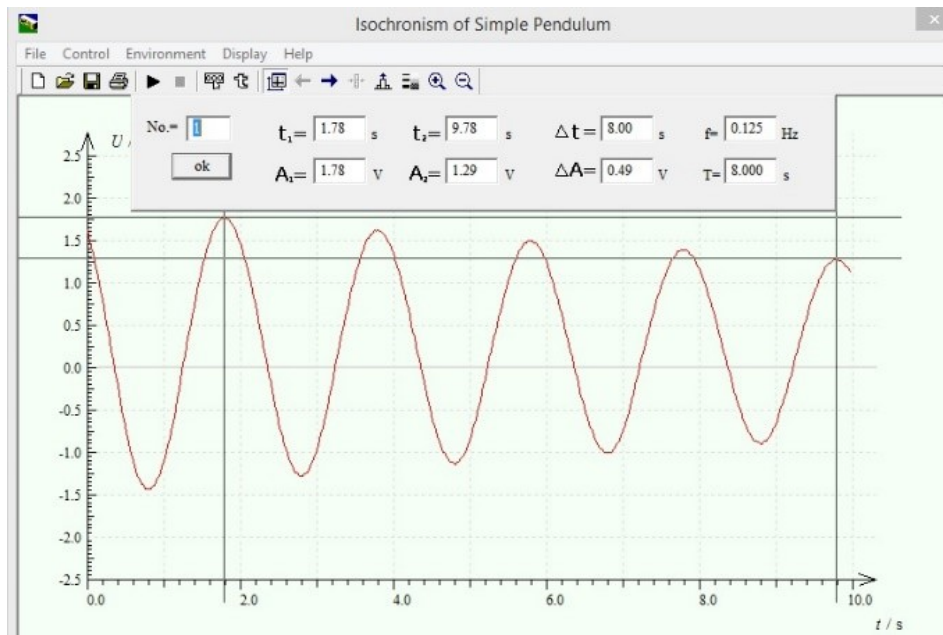 Isochronism of Simple Pendulum
File Control Environment Display Help
No.= 1 t₁= 1.78 s t₂= 9.78 s Δt = 8.00 s f= 0.125 Hz
ok A₁= 1.78 V A₂= 1.29 V ΔA= 0.49 V T= 8.000 s
U /
2.5
2.0
1.5
1.0
0.5
0.0
-0.5
-1.0
-1.5
-2.0
-2.5
0.0 2.0 4.0 6.0 8.0 10.0
t / s